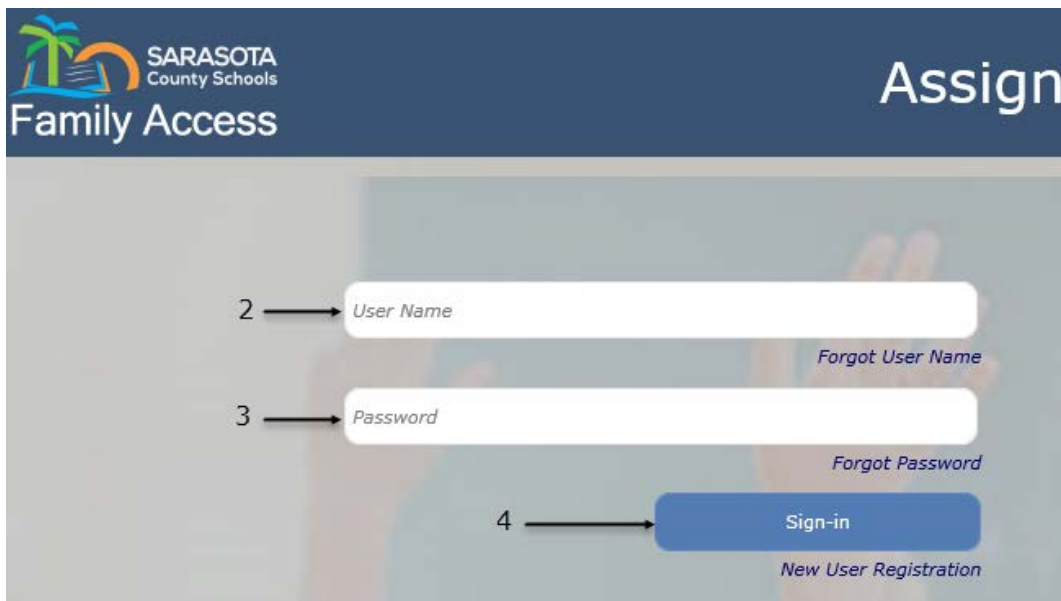 SARASOTA
County Schools
Family Access
Assign
2 User Name
Forgot User Name
3 Password
Forgot Password
4 Sign-in
New User Registration